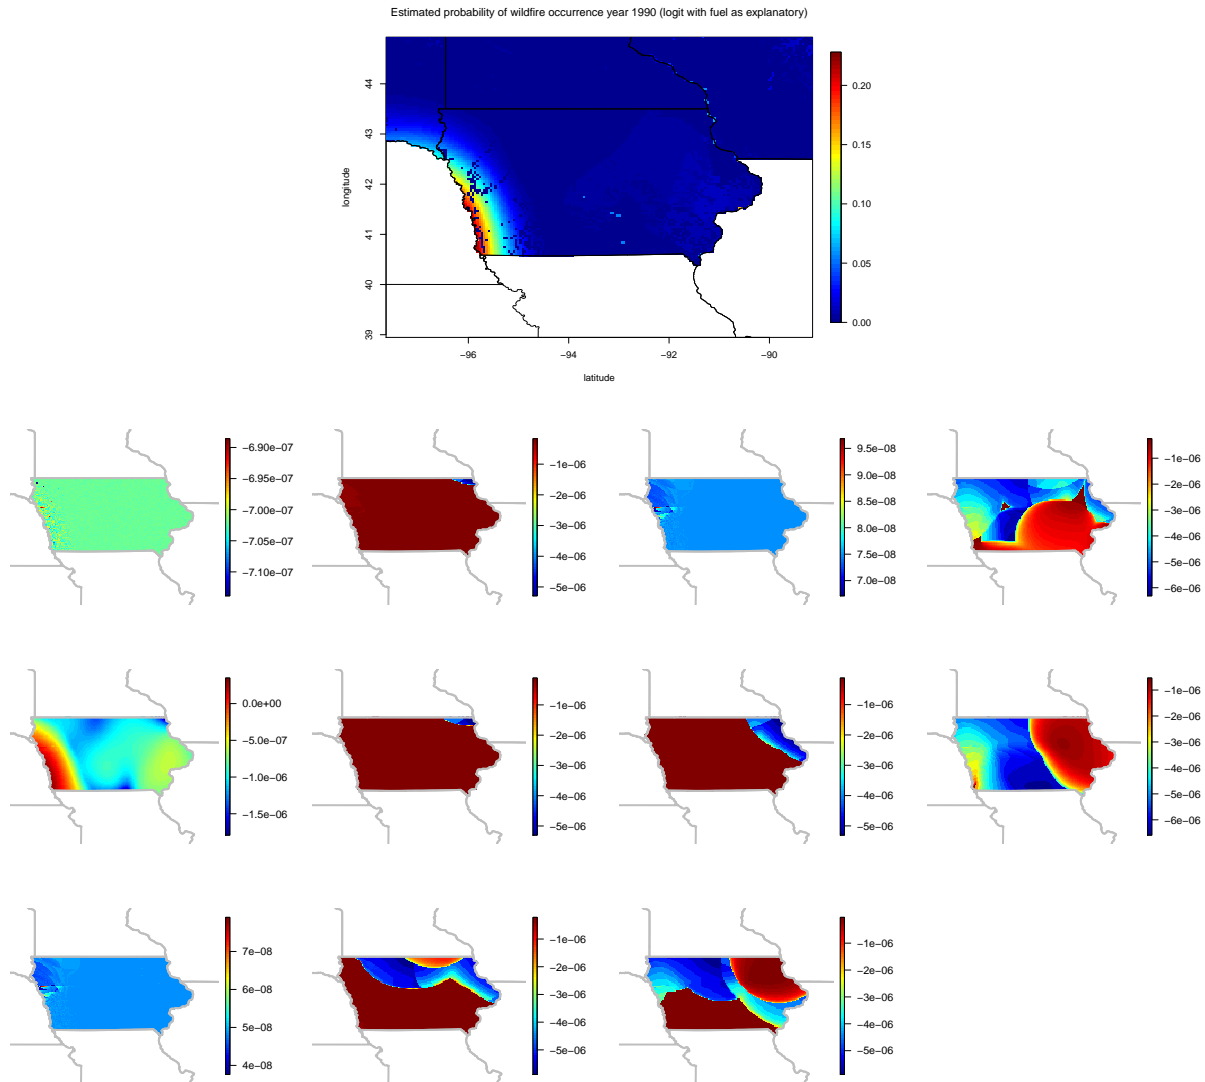 Estimated probability of wildfire occurrence year 1990 (logit with fuel as explanatory)
longitude
44
43
42
41
40
39
−96
−94
−92
−90
latitude
0.20
0.15
0.10
0.05
0.00
−6.90e−07
−6.95e−07
−7.00e−07
−7.05e−07
−7.10e−07
−1e−06
−2e−06
−3e−06
−4e−06
−5e−06
9.5e−08
9.0e−08
8.5e−08
8.0e−08
7.5e−08
7.0e−08
−1e−06
−2e−06
−3e−06
−4e−06
−5e−06
−6e−06
0.0e+00
−5.0e−07
−1.0e−06
−1.5e−06
−1e−06
−2e−06
−3e−06
−4e−06
−5e−06
−1e−06
−2e−06
−3e−06
−4e−06
−5e−06
−1e−06
−2e−06
−3e−06
−4e−06
−5e−06
−6e−06
7e−08
6e−08
5e−08
4e−08
−1e−06
−2e−06
−3e−06
−4e−06
−5e−06
−1e−06
−2e−06
−3e−06
−4e−06
−5e−06